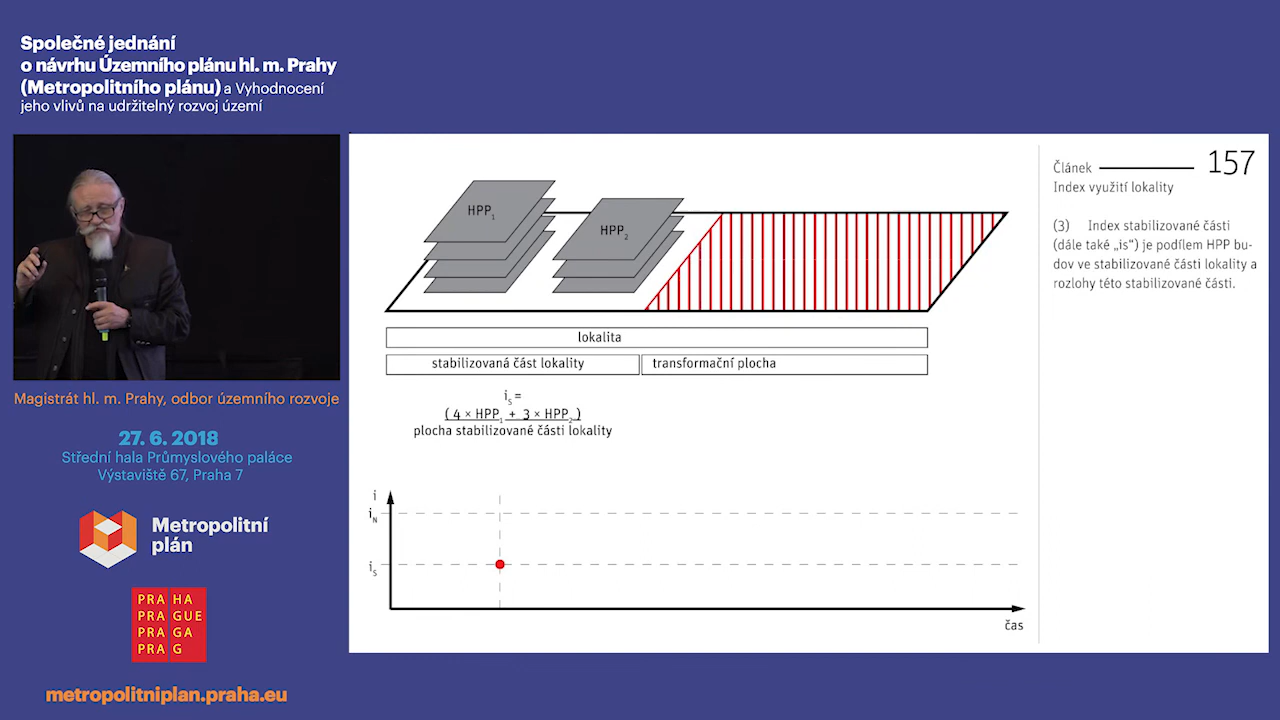 Společné jednání
o návrhu Územního plánu hl. m. Prahy
(Metropolitního plánu) a Vyhodnocení
jeho vlivů na udržitelný rozvoj území
Magistrát hl. m. Prahy, odbor územního rozvoje
27. 6. 2018
Střední hala Průmyslového paláce
Výstaviště 67, Praha 7
Metropolitní
plán
PRA HA
PRA GUE
PRA GA
PRA G
metropolitniplan.praha.eu
HPP1
HPP2
lokalita
stabilizovaná část lokality
transformační plocha
iS =
( 4 × HPP1 + 3 × HPP2 )
plocha stabilizované části lokality
i
iN
iS
čas
Článek 157
Index využití lokality
(3) Index stabilizované části
(dále také „is“) je podílem HPP bu-
dov ve stabilizované části lokality a
rozlohy této stabilizované části.